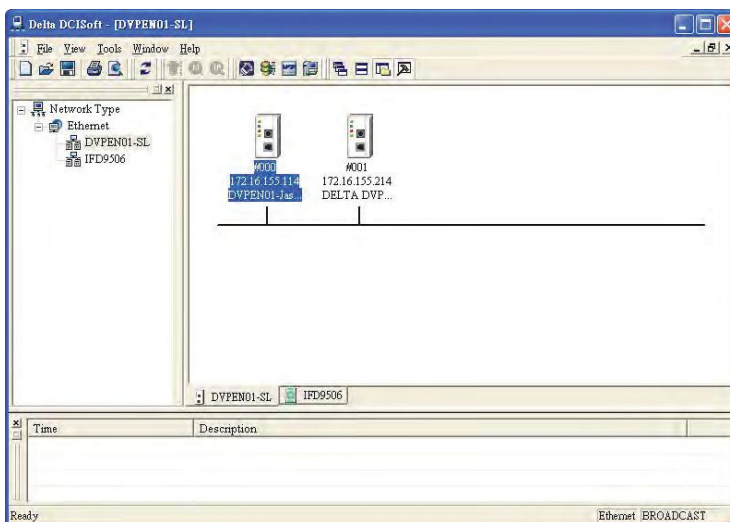 Delta DCISoft - [DVPEN01-SL]
File View Tools Window Help
Network Type
Ethernet
DVPEN01-SL
IFD9506
#000
172.16.155.114
DVPEN01-Jas...
#001
172.16.155.214
DELTA DVP...
DVPEN01-SL IFD9506
Time Description
Ready Ethernet BROADCAST